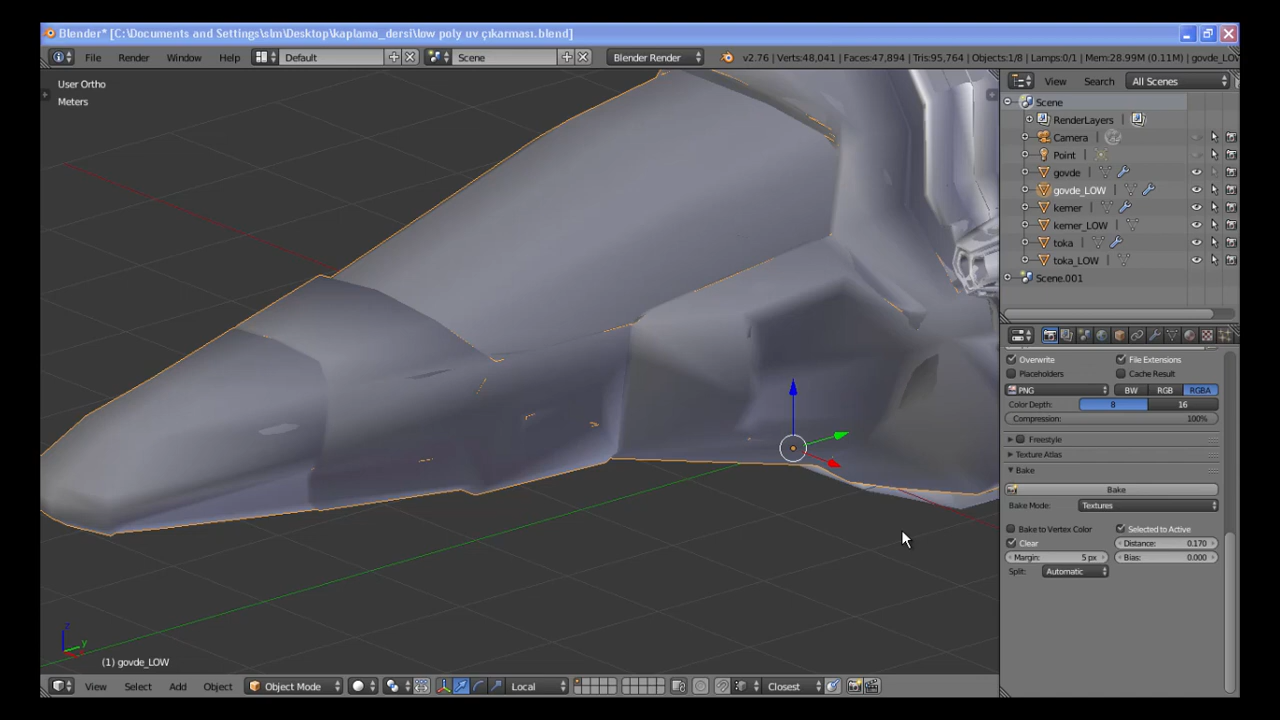 Blender* [C:\Documents and Settings\slm\Desktop\kaplama_dersi\low poly uv çıkarması.blend]
File Render Window Help Default Scene Blender Render v2.76 | Verts:48,041 | Faces:47,894 | Tris:95,764 | Objects:1/8 | Lamps:0/1 | Mem:28.99M (0.11M) | govde_LO
User Ortho
Meters
View Search All Scenes
Scene
RenderLayers
Camera
Point
govde
govde_LOW
kemer
kemer_LOW
toka
toka_LOW
Scene.001
Overwrite File Extensions
Placeholders Cache Result
PNG BW RGB RGBA
Color Depth: 8 16
Compression: 100%
Freestyle
Texture Atlas
Bake
Bake
Bake Mode: Textures
Bake to Vertex Color Selected to Active
Clear Distance: 0.170
Margin: 5 px Bias: 0.000
Split: Automatic
z
y
(1) govde_LOW
View Select Add Object Object Mode Local Closest